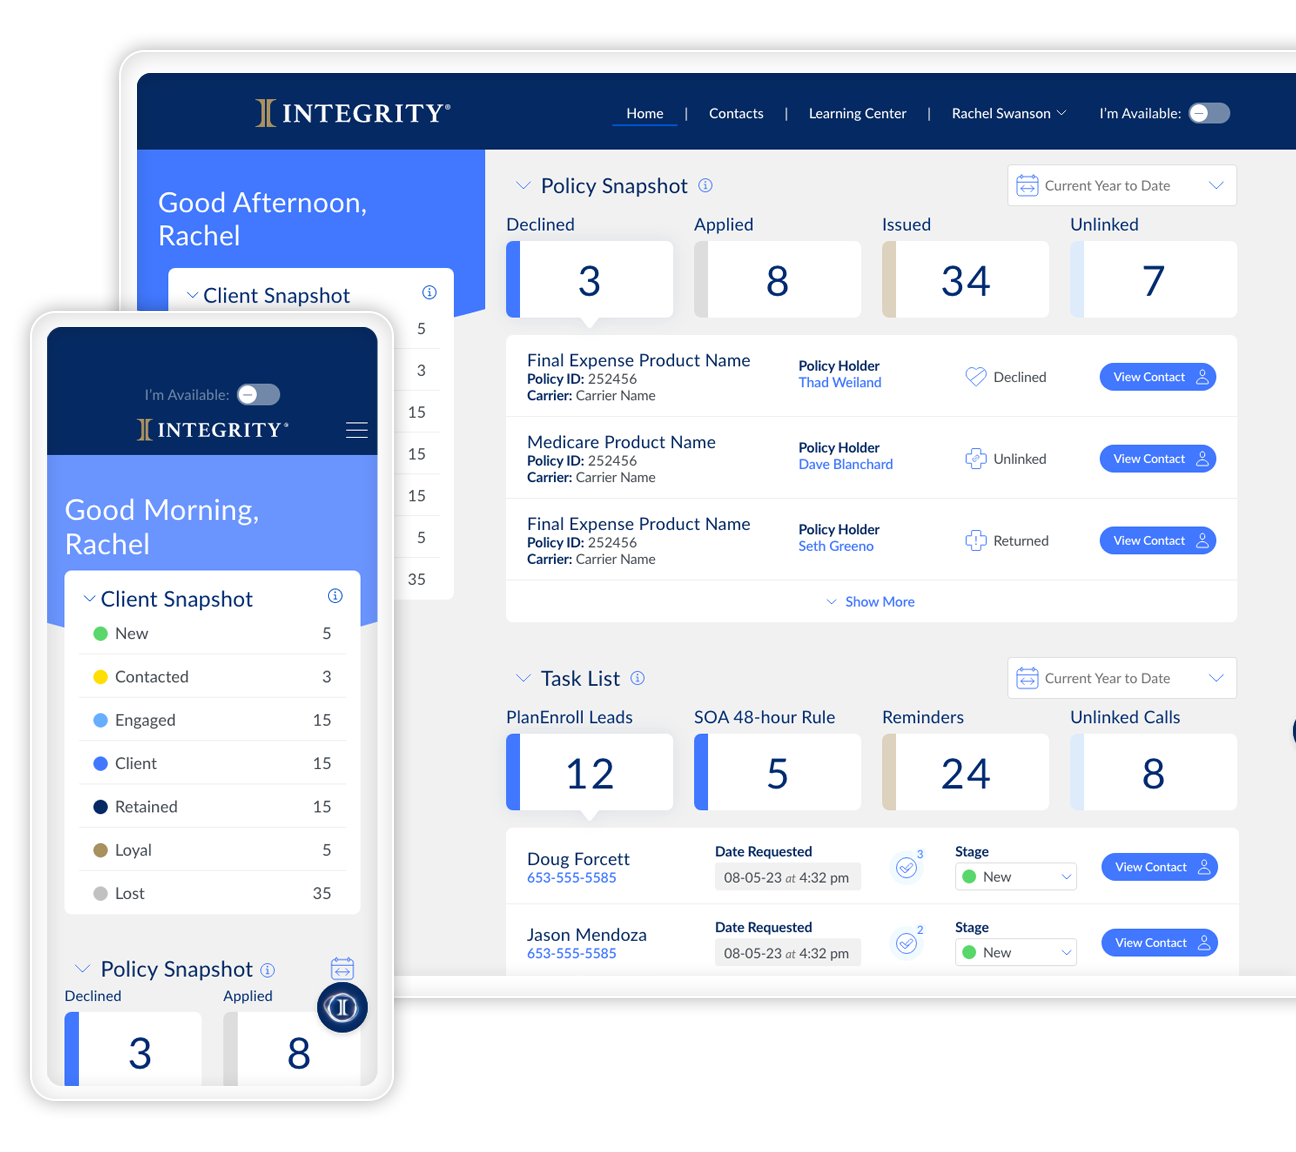 INTEGRITY®
Home | Contacts | Learning Center | Rachel Swanson I'm Available:
Good Afternoon,
Rachel
Client Snapshot
5
3
15
15
15
5
35
Policy Snapshot
Current Year to Date
Declined Applied Issued Unlinked
3 8 34 7
Final Expense Product Name
Policy ID: 252456
Carrier: Carrier Name
Policy Holder
Thad Weiland
Declined
View Contact
Medicare Product Name
Policy ID: 252456
Carrier: Carrier Name
Policy Holder
Dave Blanchard
Unlinked
View Contact
Final Expense Product Name
Policy ID: 252456
Carrier: Carrier Name
Policy Holder
Seth Greeno
Returned
View Contact
Show More
Task List
Current Year to Date
PlanEnroll Leads SOA 48-hour Rule Reminders Unlinked Calls
12 5 24 8
Doug Forcett
653-555-5585
Date Requested
08-05-23 at 4:32 pm
3
Stage
New
View Contact
Jason Mendoza
653-555-5585
Date Requested
08-05-23 at 4:32 pm
2
Stage
New
View Contact
I'm Available:
INTEGRITY®
Good Morning,
Rachel
Client Snapshot
New 5
Contacted 3
Engaged 15
Client 15
Retained 15
Loyal 5
Lost 35
Policy Snapshot
Declined Applied
3 8